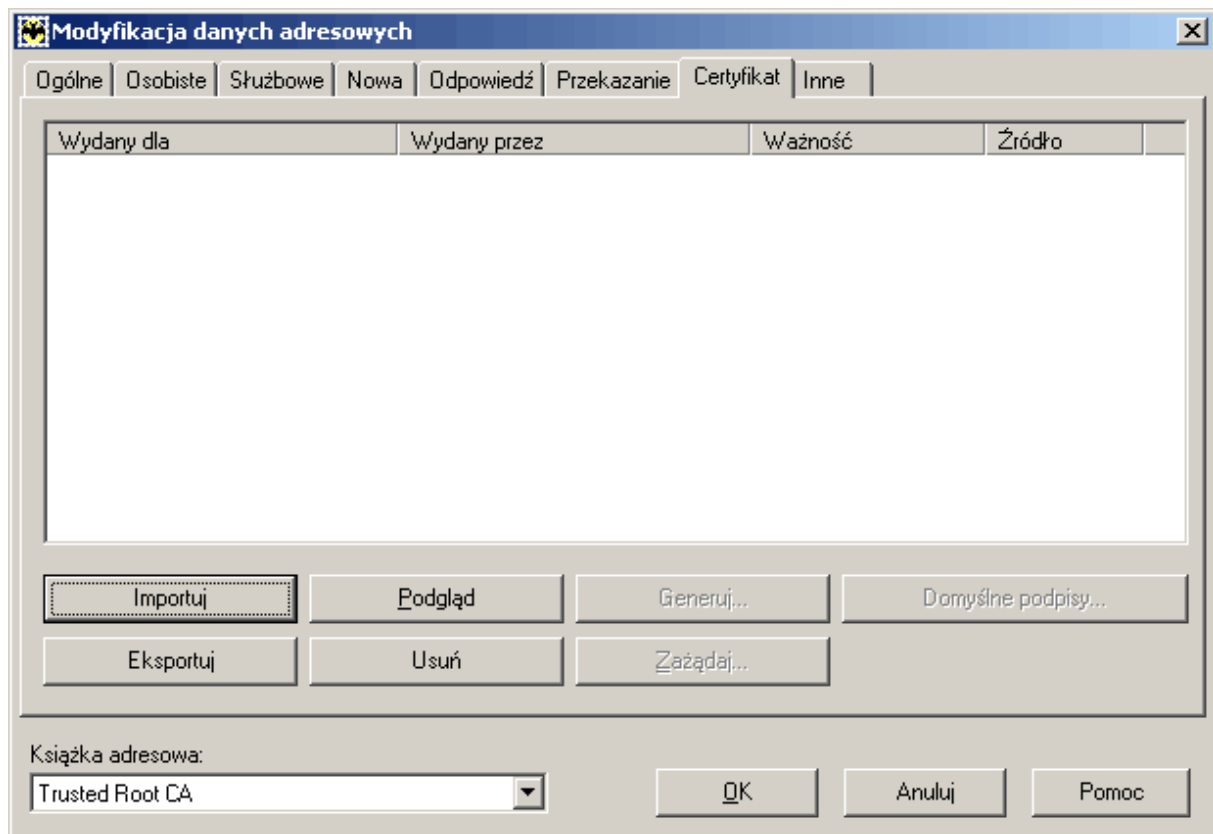 Modyfikacja danych adresowych
Ogólne Osobiste Służbowe Nowa Odpowiedź Przekazanie Certyfikat Inne
Wydany dla Wydany przez Ważność Źródło
Importuj Podgląd Generuj... Domyślne podpisy...
Eksportuj Usuń Zażądaj...
Książka adresowa:
Trusted Root CA OK Anuluj Pomoc